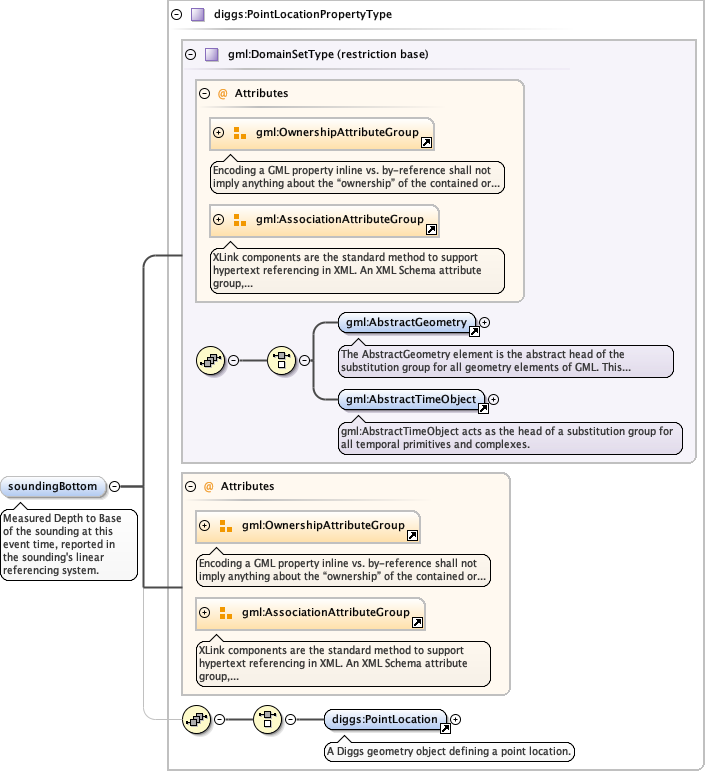 diggs:PointLocationPropertyType
gml:DomainSetType (restriction base)
@ Attributes
gml:OwnershipAttributeGroup
Encoding a GML property inline vs. by-reference shall not
imply anything about the “ownership” of the contained or...
gml:AssociationAttributeGroup
XLink components are the standard method to support
hypertext referencing in XML. An XML Schema attribute
group,...
gml:AbstractGeometry
The AbstractGeometry element is the abstract head of the
substitution group for all geometry elements of GML. This...
gml:AbstractTimeObject
gml:AbstractTimeObject acts as the head of a substitution group for
all temporal primitives and complexes.
soundingBottom
Measured Depth to Base
of the sounding at this
event time, reported in
the sounding's linear
referencing system.
@ Attributes
gml:OwnershipAttributeGroup
Encoding a GML property inline vs. by-reference shall not
imply anything about the “ownership” of the contained or...
gml:AssociationAttributeGroup
XLink components are the standard method to support
hypertext referencing in XML. An XML Schema attribute
group,...
diggs:PointLocation
A Diggs geometry object defining a point location.